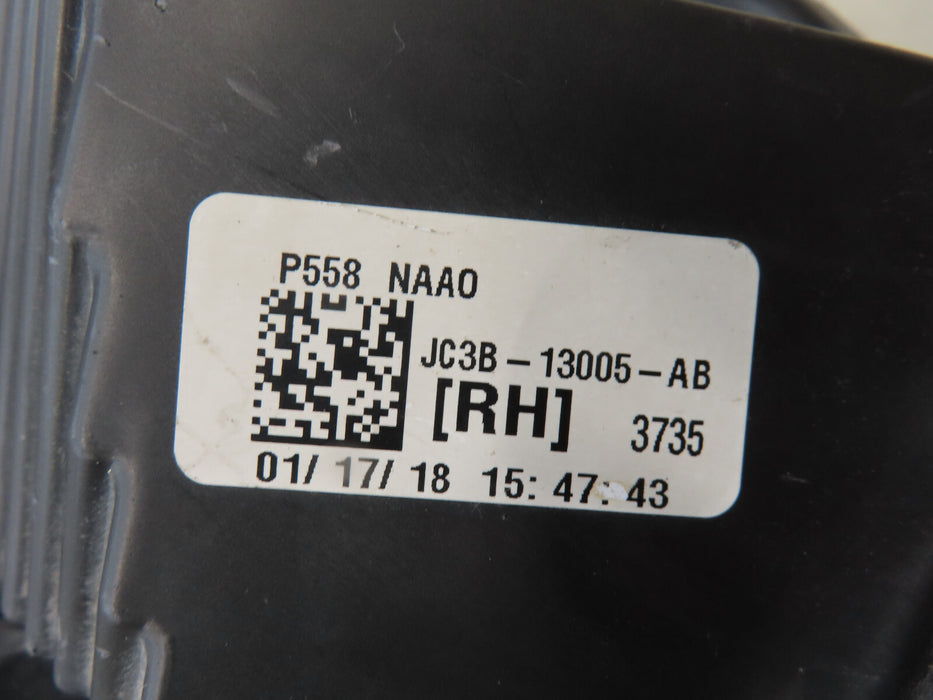 P558 NAAO
JC3B-13005-AB
[RH] 3735
01/ 17/ 18 15: 47: 43